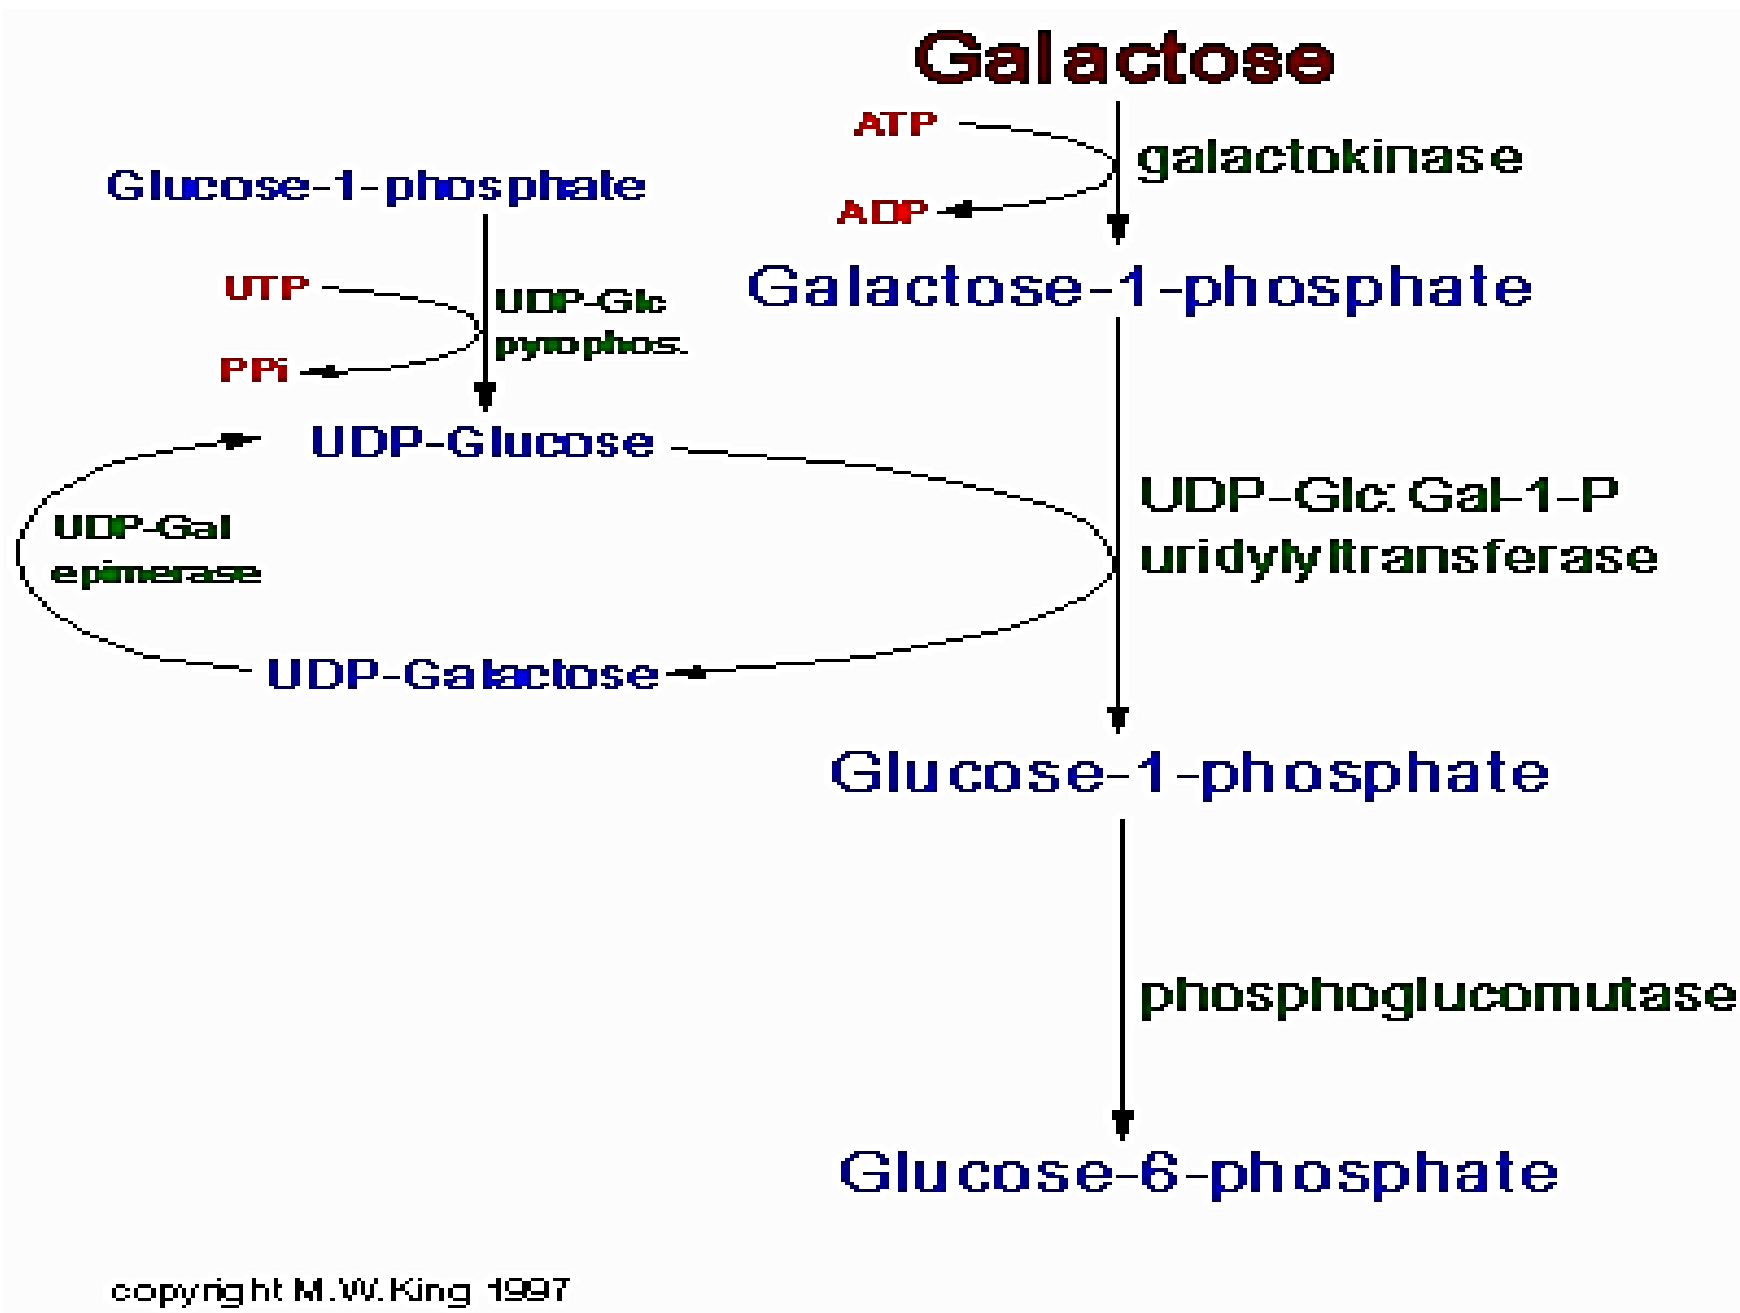 Galactose
ATP
galactokinase
Glucose-1-phosphate
ADP
UTP
UDP-Glc
Galactose-1-phosphate
pyrophos.
PPi
UDP-Glucose
UDP-Glc: Gal-1-P
UDP-Gal
uridylyltransferase
epimerase
UDP-Galactose
Glucose-1-phosphate
phosphoglucomutase
Glucose-6-phosphate
copyright M.W.King 1997